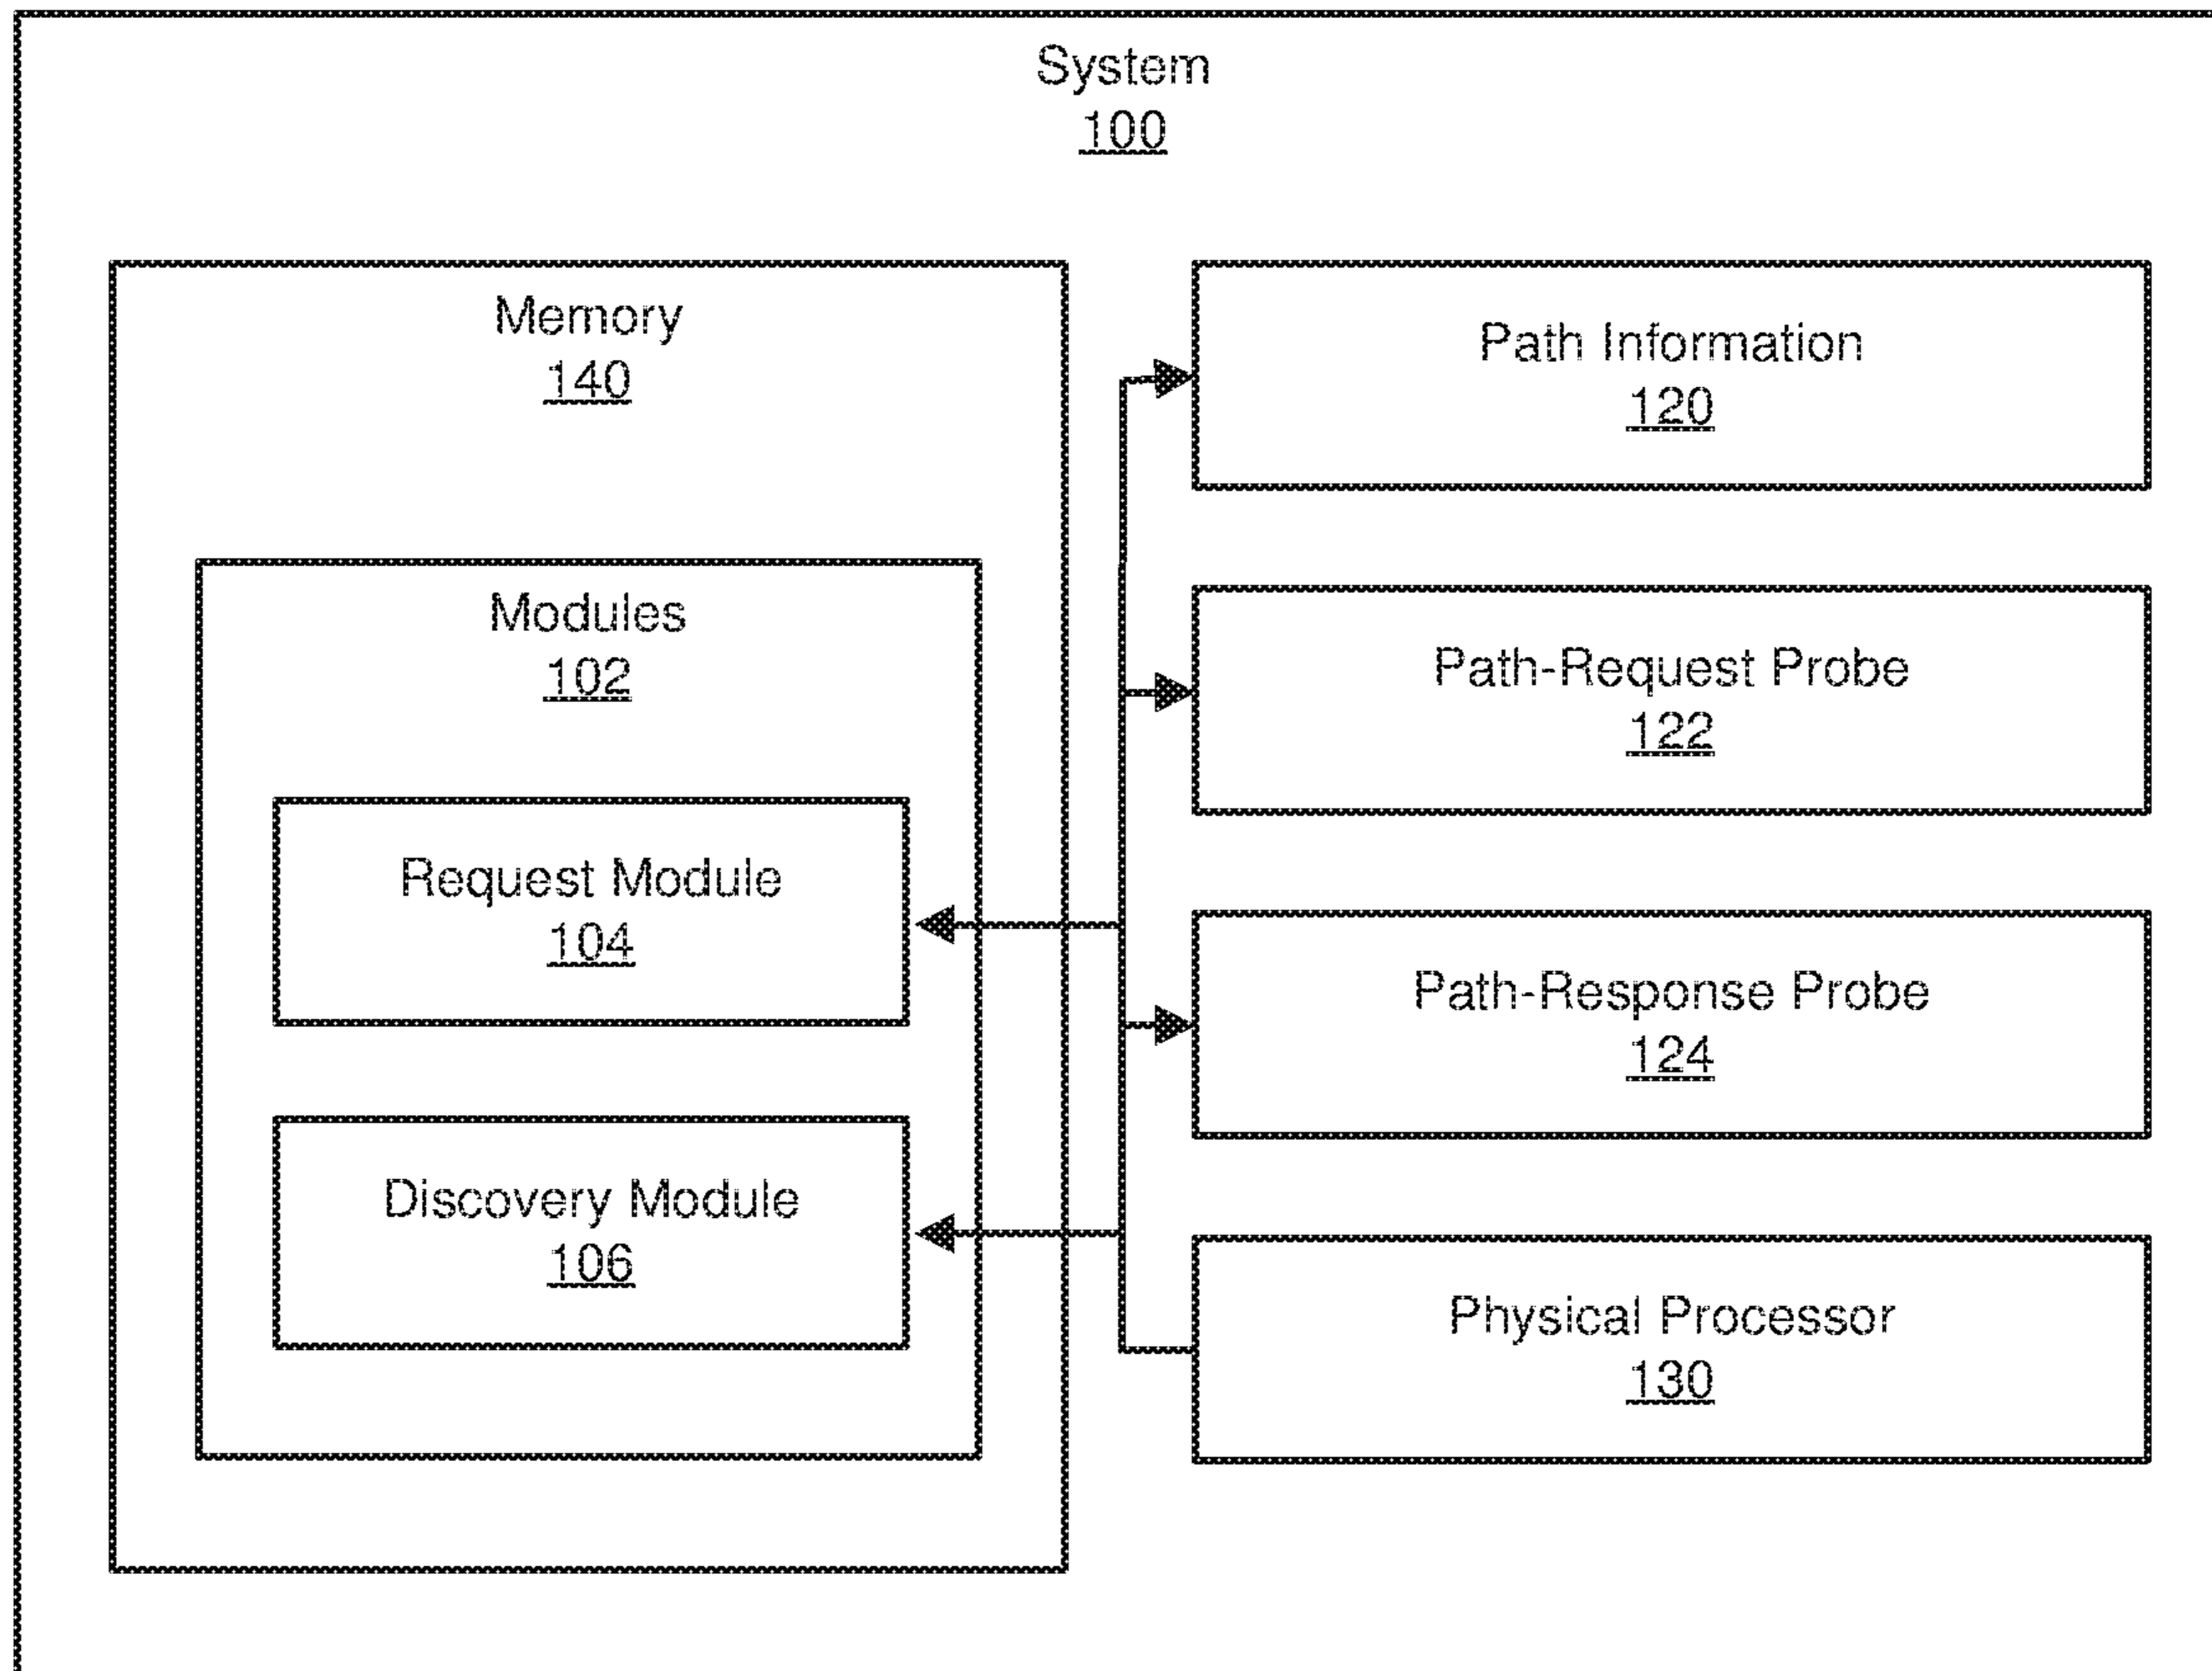 System
100
Memory
140
Modules
102
Request Module
104
Discovery Module
106
Path Information
120
Path-Request Probe
122
Path-Response Probe
124
Physical Processor
130